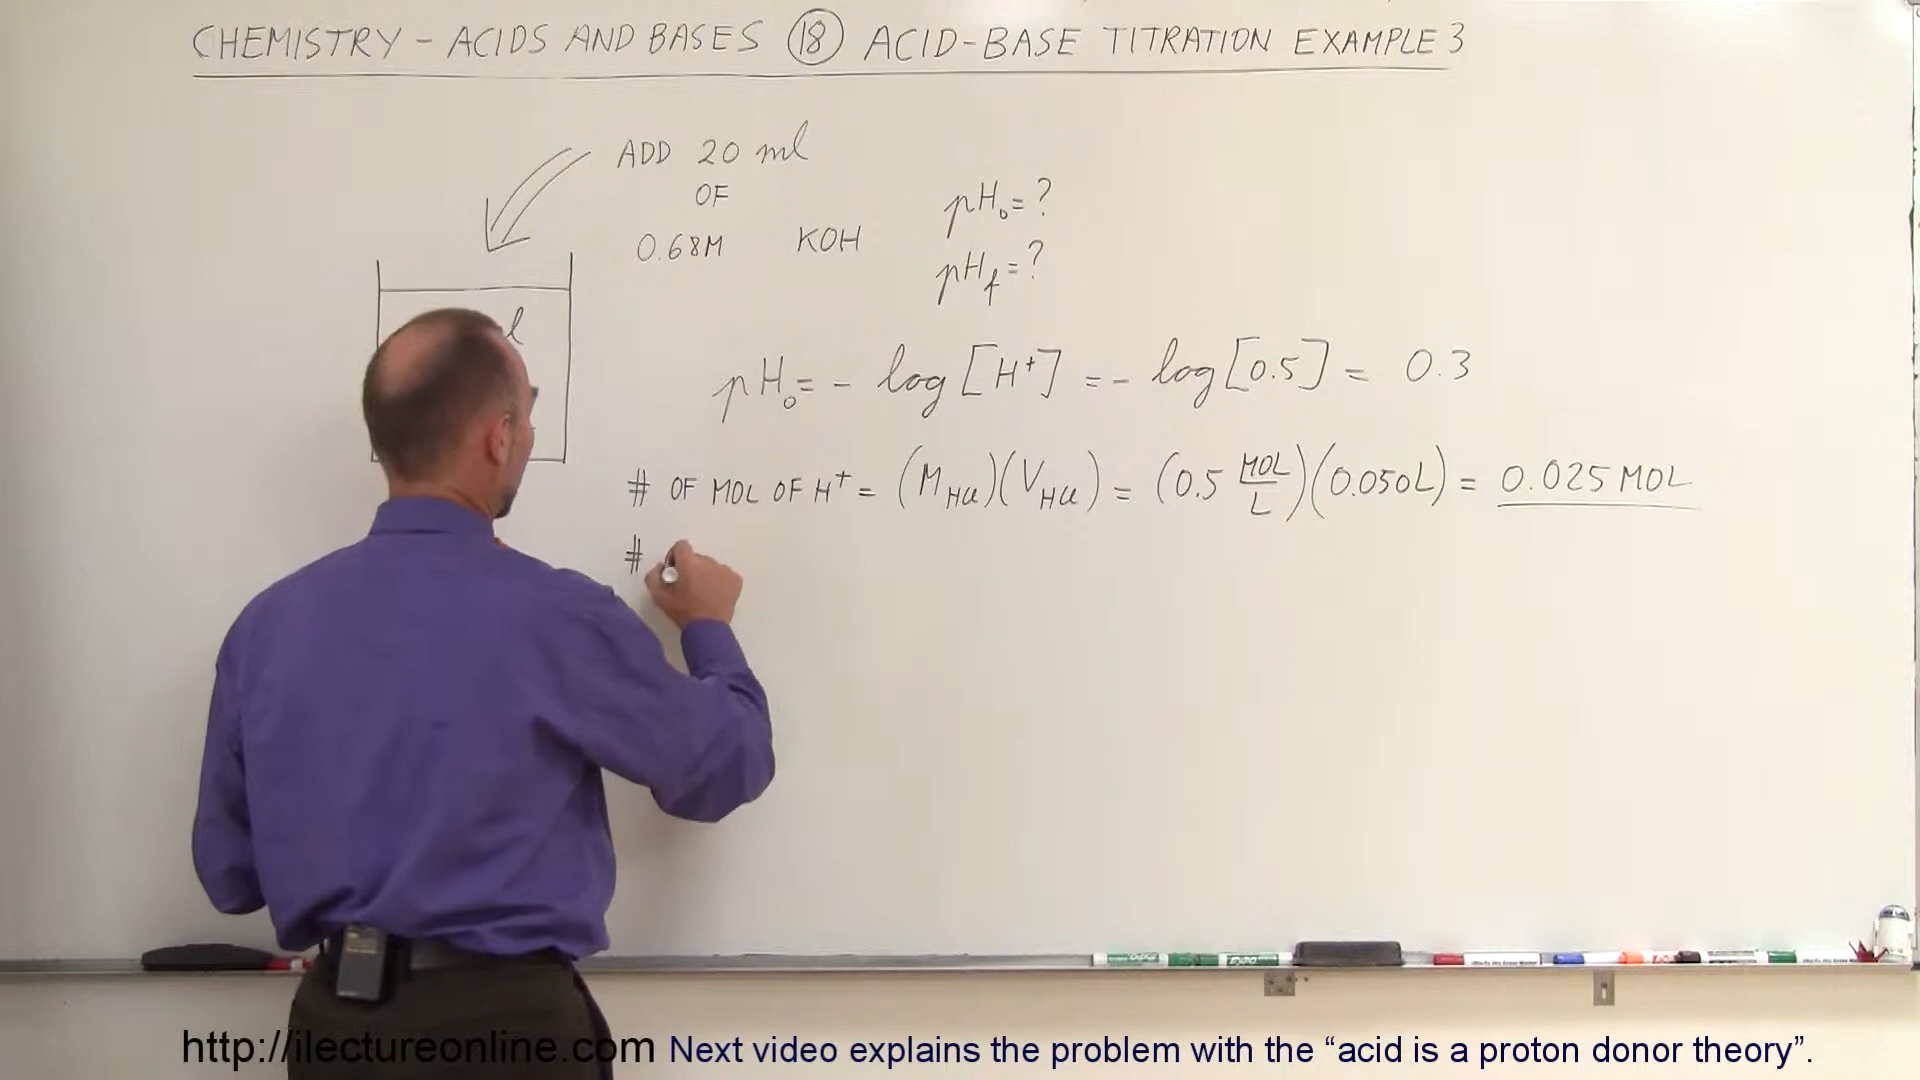 CHEMISTRY - ACIDS AND BASES 18 ACID-BASE TITRATION EXAMPLE 3
ADD 20 ml
OF
0.68M KOH
pH₀ = ?
pH_f = ?
pH₀ = - log [H⁺] = - log [0.5] = 0.3
# OF MOL OF H⁺ = (M_HCl)(V_HCl) = (0.5 MOL/L)(0.050L) = 0.025 MOL
#
http://ilectureonline.com Next video explains the problem with the “acid is a proton donor theory”.